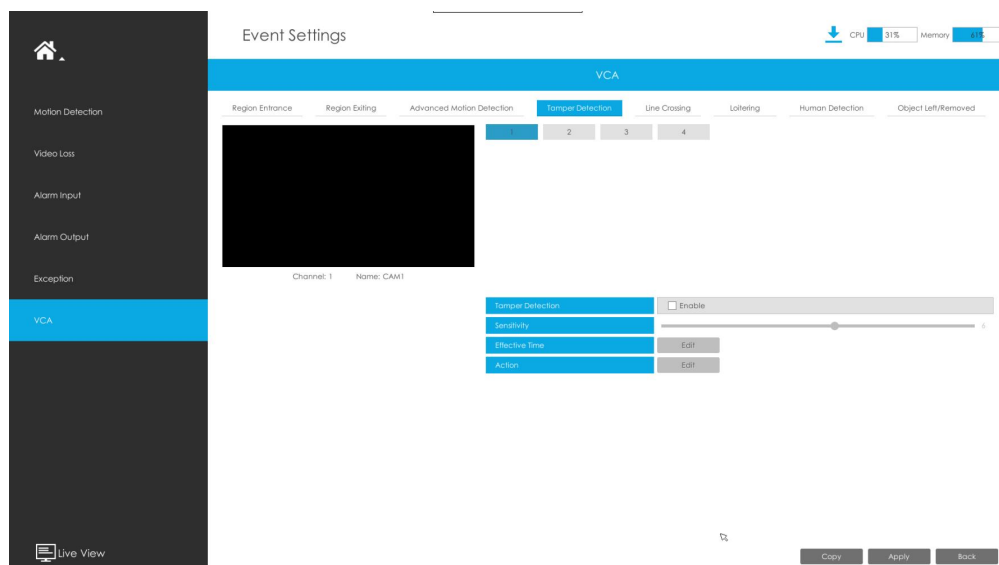 Event Settings
CPU 31% Memory 61%
VCA
Motion Detection
Video Loss
Alarm Input
Alarm Output
Exception
VCA
Live View
Region Entrance Region Exiting Advanced Motion Detection Tamper Detection Line Crossing Loitering Human Detection Object Left/Removed
1 2 3 4
Channel: 1 Name: CAM1
Tamper Detection Enable
Sensitivity
Effective Time Edit
Action Edit
Copy Apply Back